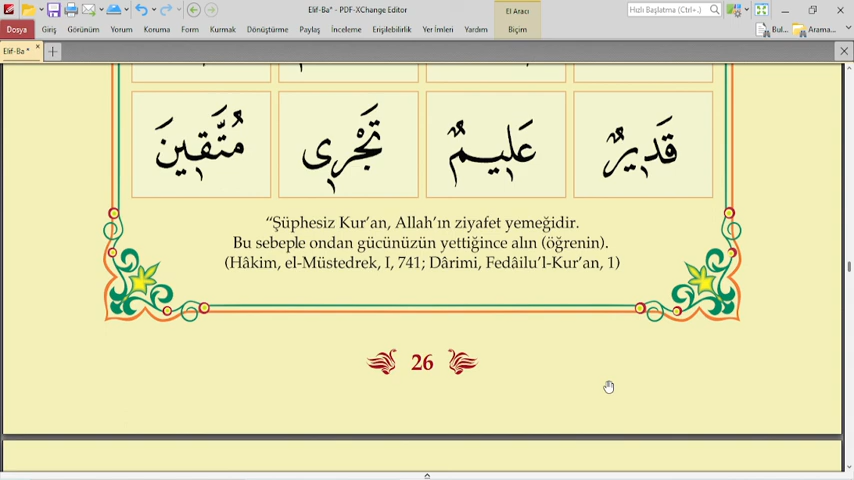 Elif-Ba* - PDF-XChange Editor
El Aracı
Hızlı Başlatma (Ctrl+.)
Dosya Giriş Görünüm Yorum Koruma Form Kurmak Dönüştürme Paylaş İnceleme Erişilebilirlik Yer İmleri Yardım Biçim
Bul... Arama...
Elif-Ba *
قَدِيرٌ عَلِيمٌ تَجْرِى مُتَّقِينَ
“Şüphesiz Kur’an, Allah’ın ziyafet yemeğidir.
Bu sebeple ondan gücünüzün yettiğince alın (öğrenin).
(Hâkim, el-Müstedrek, I, 741; Dârimi, Fedâilu’l-Kur’an, 1)
26